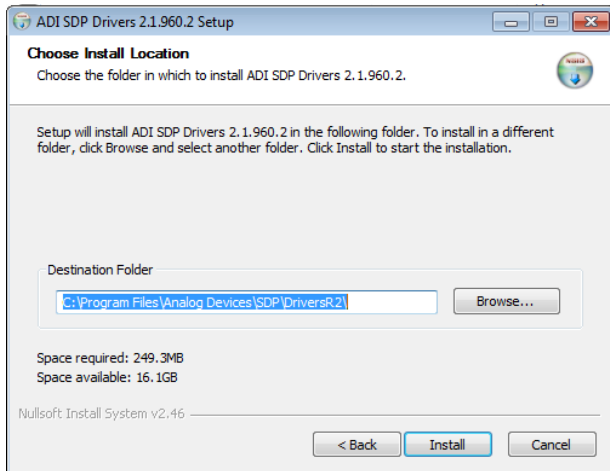 ADI SDP Drivers 2.1.960.2 Setup
Choose Install Location
Choose the folder in which to install ADI SDP Drivers 2.1.960.2.
Setup will install ADI SDP Drivers 2.1.960.2 in the following folder. To install in a different
folder, click Browse and select another folder. Click Install to start the installation.
Destination Folder
C:\Program Files\Analog Devices\SDP\DriversR2\
Browse...
Space required: 249.3MB
Space available: 16.1GB
Nullsoft Install System v2.46
< Back
Install
Cancel